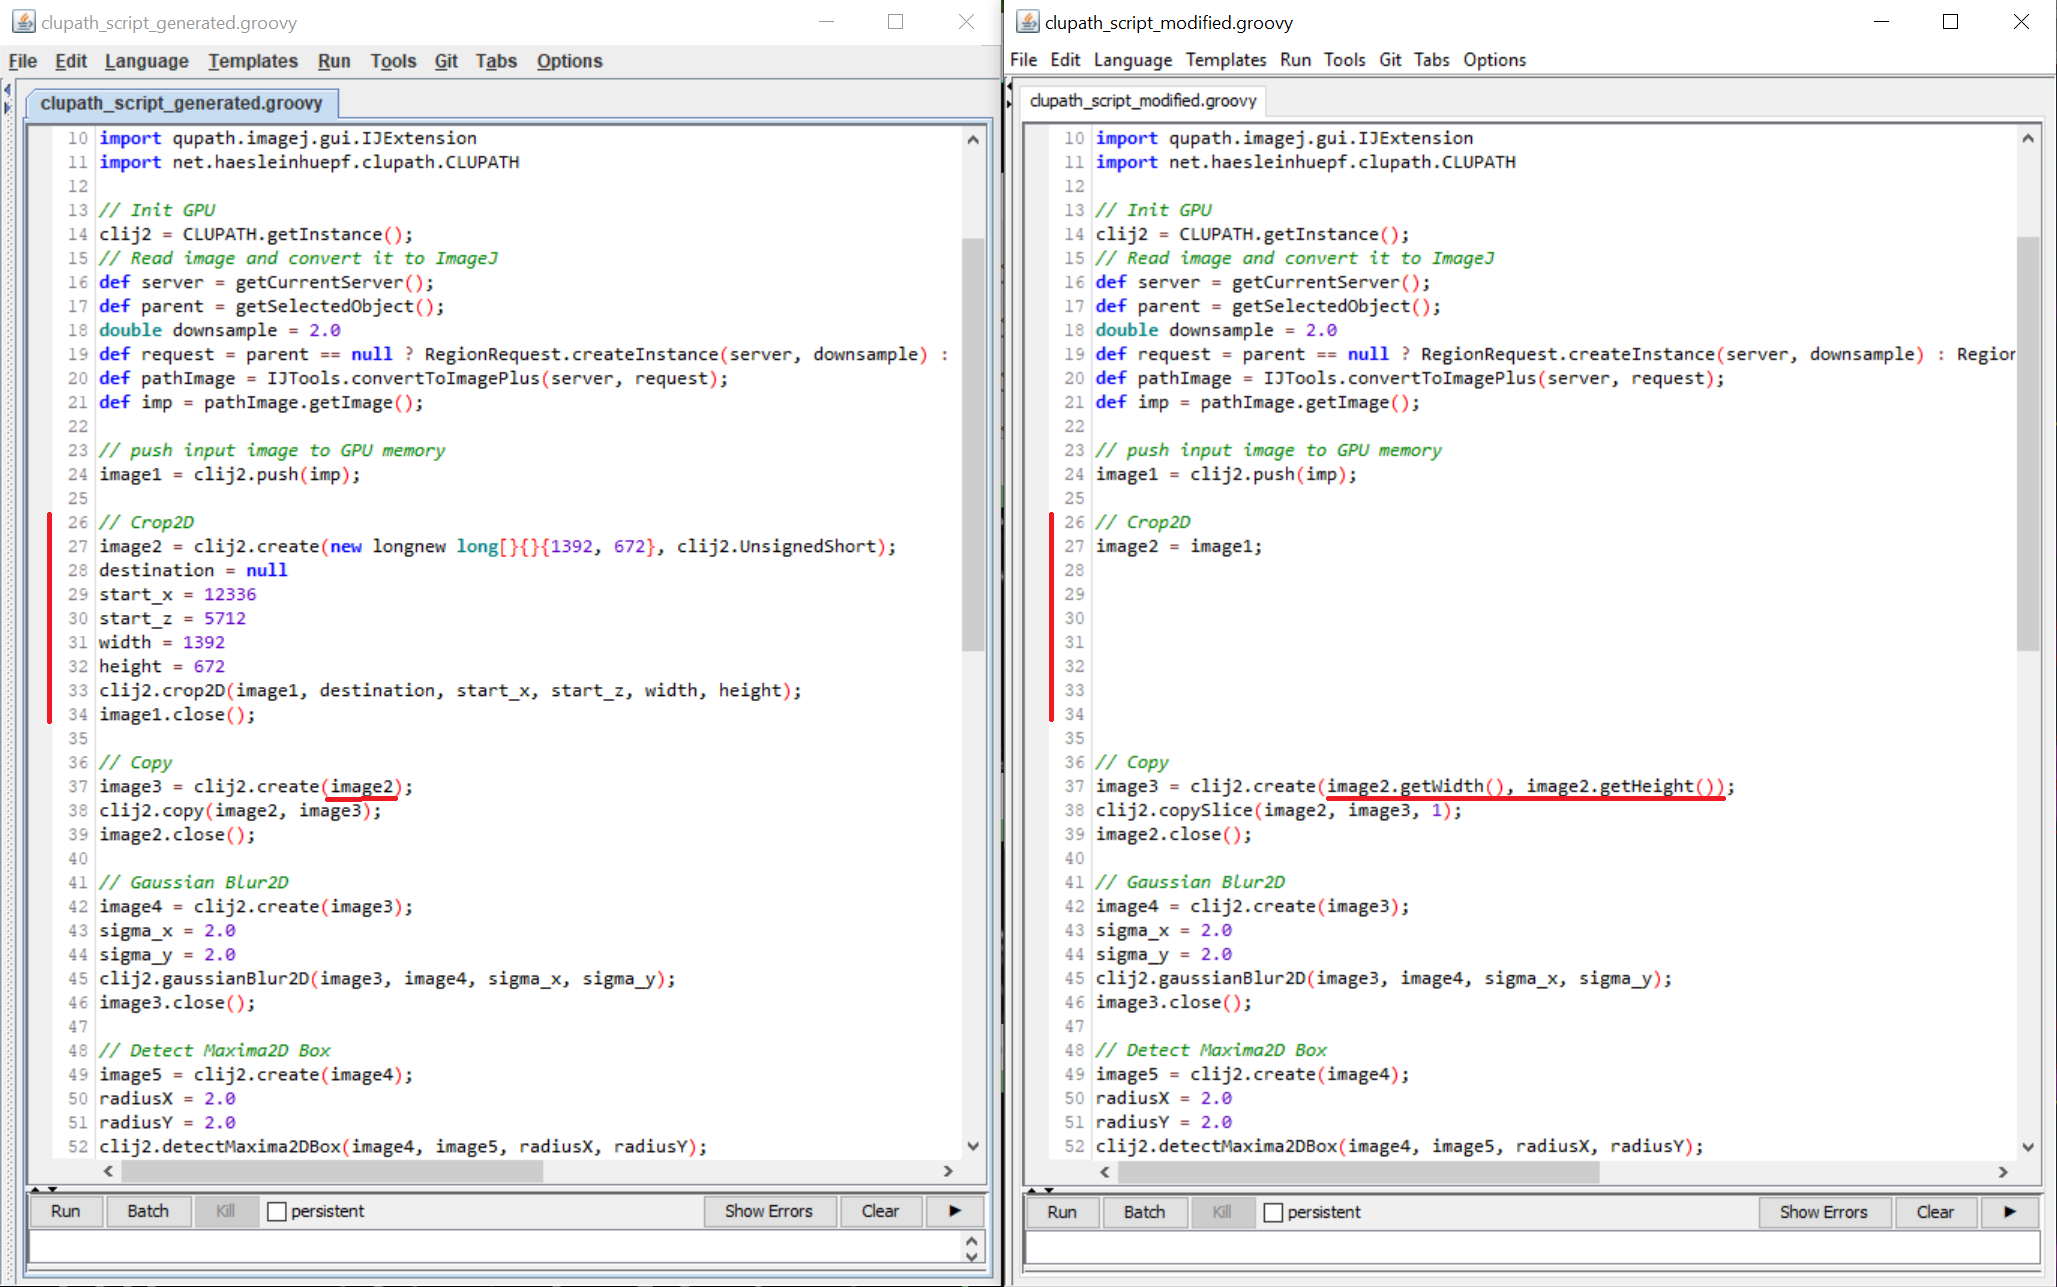 clupath_script_generated.groovy
File Edit Language Templates Run Tools Git Tabs Options
clupath_script_generated.groovy
10 import qupath.imagej.gui.IJExtension
11 import net.haesleinhuepf.clupath.CLUPATH
12
13 // Init GPU
14 clij2 = CLUPATH.getInstance();
15 // Read image and convert it to ImageJ
16 def server = getCurrentServer();
17 def parent = getSelectedObject();
18 double downsample = 2.0
19 def request = parent == null ? RegionRequest.createInstance(server, downsample) :
20 def pathImage = IJTools.convertToImagePlus(server, request);
21 def imp = pathImage.getImage();
22
23 // push input image to GPU memory
24 image1 = clij2.push(imp);
25
26 // Crop2D
27 image2 = clij2.create(new longnew long[}{}{1392, 672}, clij2.UnsignedShort);
28 destination = null
29 start_x = 12336
30 start_z = 5712
31 width = 1392
32 height = 672
33 clij2.crop2D(image1, destination, start_x, start_z, width, height);
34 image1.close();
35
36 // Copy
37 image3 = clij2.create(image2);
38 clij2.copy(image2, image3);
39 image2.close();
40
41 // Gaussian Blur2D
42 image4 = clij2.create(image3);
43 sigma_x = 2.0
44 sigma_y = 2.0
45 clij2.gaussianBlur2D(image3, image4, sigma_x, sigma_y);
46 image3.close();
47
48 // Detect Maxima2D Box
49 image5 = clij2.create(image4);
50 radiusX = 2.0
51 radiusY = 2.0
52 clij2.detectMaxima2DBox(image4, image5, radiusX, radiusY);
Run Batch Kill persistent Show Errors Clear
clupath_script_modified.groovy
File Edit Language Templates Run Tools Git Tabs Options
clupath_script_modified.groovy
10 import qupath.imagej.gui.IJExtension
11 import net.haesleinhuepf.clupath.CLUPATH
12
13 // Init GPU
14 clij2 = CLUPATH.getInstance();
15 // Read image and convert it to ImageJ
16 def server = getCurrentServer();
17 def parent = getSelectedObject();
18 double downsample = 2.0
19 def request = parent == null ? RegionRequest.createInstance(server, downsample) : Region
20 def pathImage = IJTools.convertToImagePlus(server, request);
21 def imp = pathImage.getImage();
22
23 // push input image to GPU memory
24 image1 = clij2.push(imp);
25
26 // Crop2D
27 image2 = image1;
28
29
30
31
32
33
34
35
36 // Copy
37 image3 = clij2.create(image2.getWidth(), image2.getHeight());
38 clij2.copySlice(image2, image3, 1);
39 image2.close();
40
41 // Gaussian Blur2D
42 image4 = clij2.create(image3);
43 sigma_x = 2.0
44 sigma_y = 2.0
45 clij2.gaussianBlur2D(image3, image4, sigma_x, sigma_y);
46 image3.close();
47
48 // Detect Maxima2D Box
49 image5 = clij2.create(image4);
50 radiusX = 2.0
51 radiusY = 2.0
52 clij2.detectMaxima2DBox(image4, image5, radiusX, radiusY);
Run Batch Kill persistent Show Errors Clear